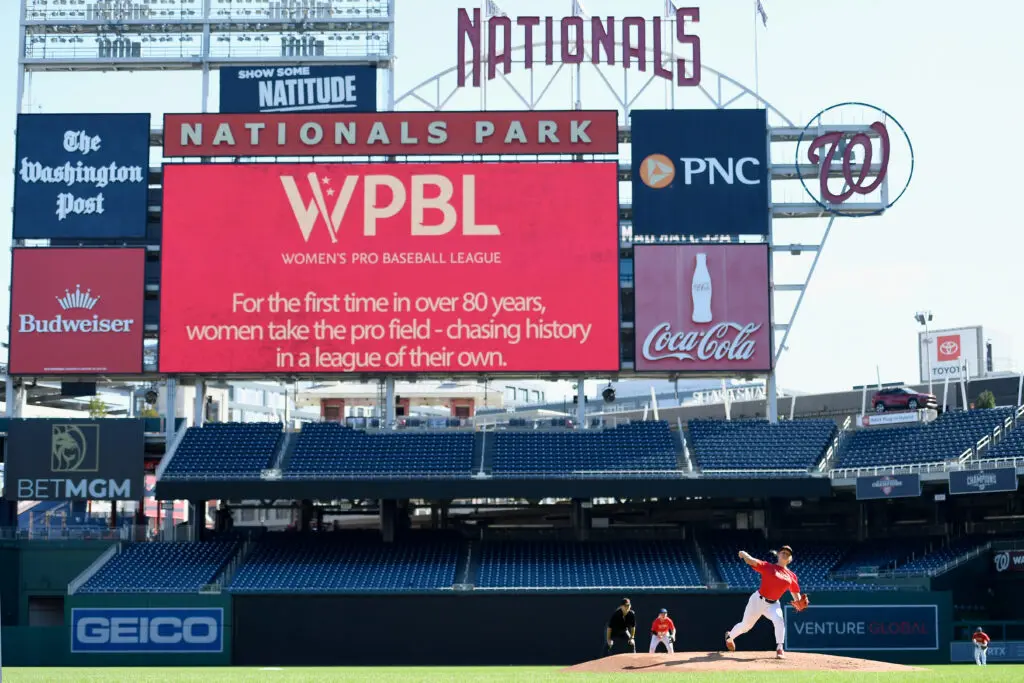 NATIONALS
SHOW SOME
NATITUDE
NATIONALS PARK
The
Washington
Post
PNC
W
WPBL
WOMEN'S PRO BASEBALL LEAGUE
For the first time in over 80 years,
women take the pro field - chasing history
in a league of their own.
Budweiser
Coca-Cola
TOYOTA
BETMGM
CHAMPIONS
GEICO
VENTURE GLOBAL
W
RTX